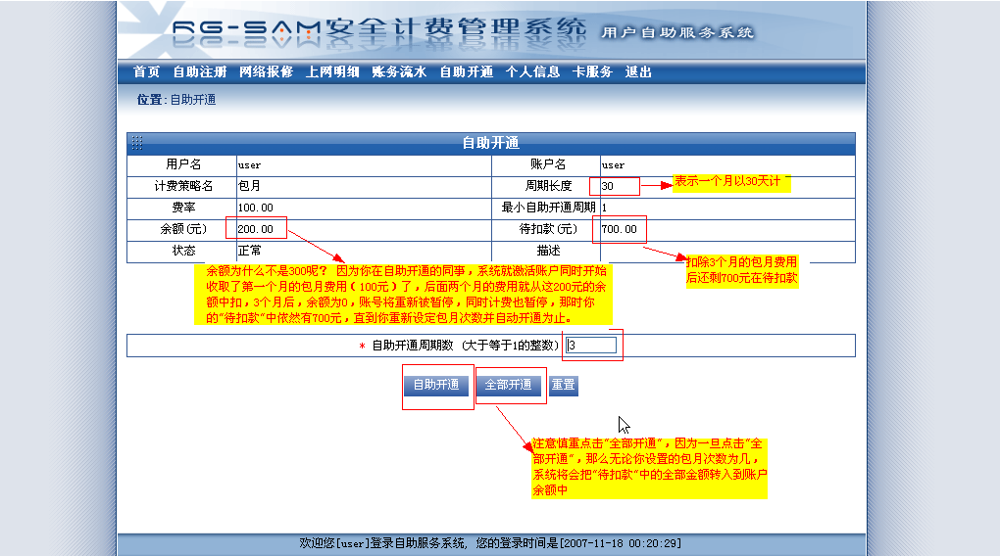 RG-SAM安全计费管理系统 用户自助服务系统
首页 自助注册 网络报修 上网明细 账务流水 自助开通 个人信息 卡服务 退出
位置:自助开通
自助开通
用户名 user 账户名 user
计费策略名 包月 周期长度 30
表示一个月以30天计
费率 100.00 最小自助开通周期 1
余额(元) 200.00 待扣款(元) 700.00
状态 正常 描述
扣除3个月的包月费用
后还剩700元在待扣款
余额为什么不是300呢? 因为你在自助开通的同事,系统就激活账户同时开始
收取了第一个月的包月费用(100元)了,后面两个月的费用就从这200元的余
额中扣,3个月后,余额为0,账号将重新被暂停,同时计费也暂停,那时你
的"待扣款"中依然有700元,直到你重新设定包月次数并自动开通为止。
* 自助开通周期数 (大于等于1的整数) 3
自助开通 全部开通 重置
注意慎重点击"全部开通",因为一旦点击"全
部开通",那么无论你设置的包月次数为几,
系统将会把"待扣款"中的全部金额转入到账户
余额中
欢迎您[user]登录自助服务系统, 您的登录时间是[2007-11-18 00:20:29]